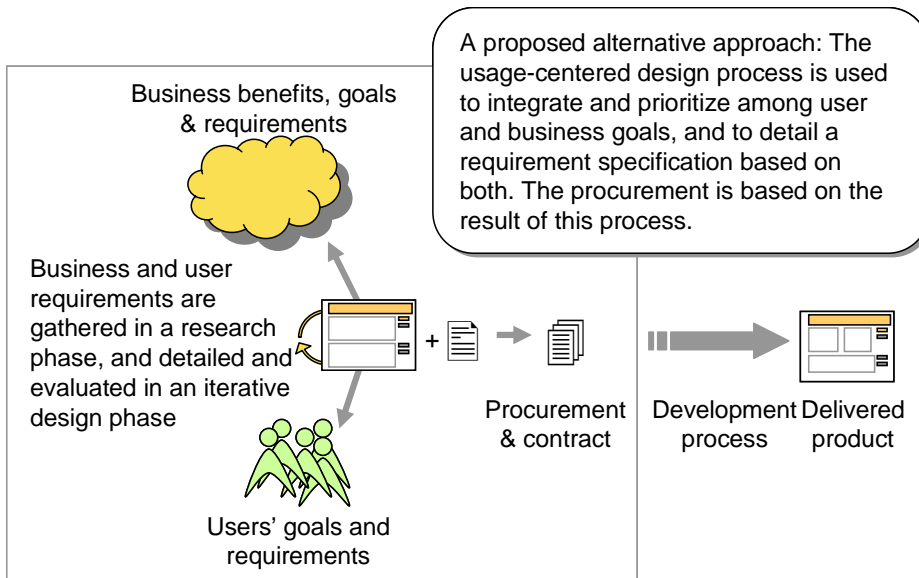 A proposed alternative approach: The
usage-centered design process is used
to integrate and prioritize among user
and business goals, and to detail a
requirement specification based on
both. The procurement is based on the
result of this process.
Business benefits, goals
& requirements
Business and user
requirements are
gathered in a research
phase, and detailed and
evaluated in an iterative
design phase
+
Procurement
& contract
Development
process
Delivered
product
Users’ goals and
requirements